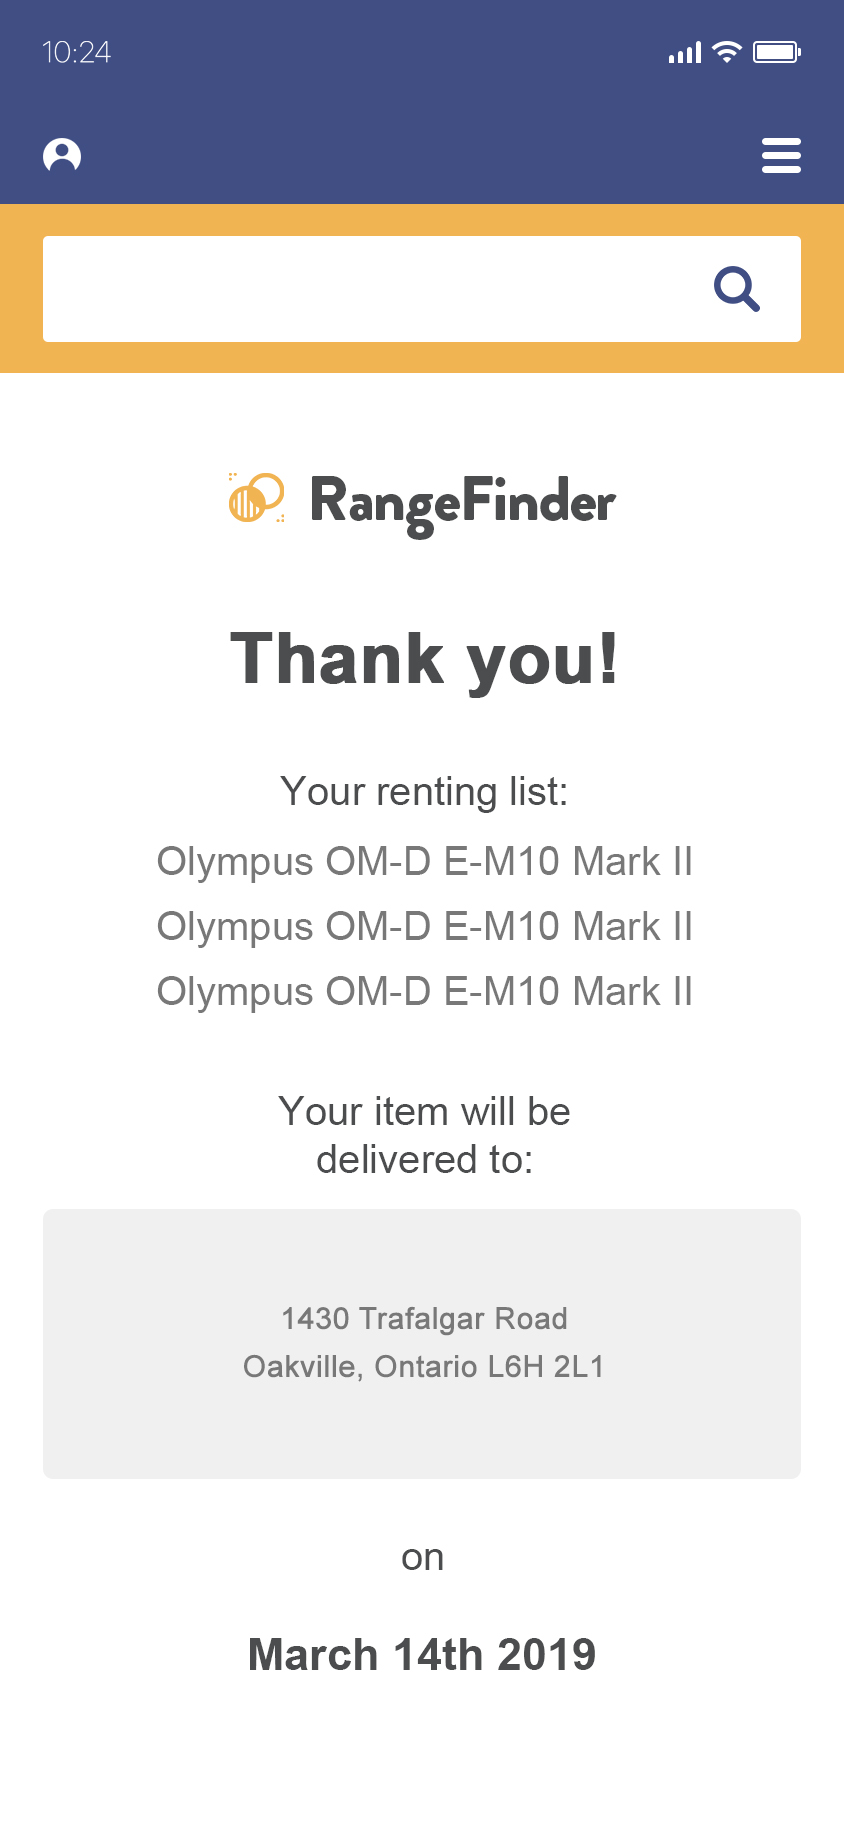 10:24
RangeFinder
Thank you!
Your renting list:
Olympus OM-D E-M10 Mark II
Olympus OM-D E-M10 Mark II
Olympus OM-D E-M10 Mark II
Your item will be
delivered to:
1430 Trafalgar Road
Oakville, Ontario L6H 2L1
on
March 14th 2019